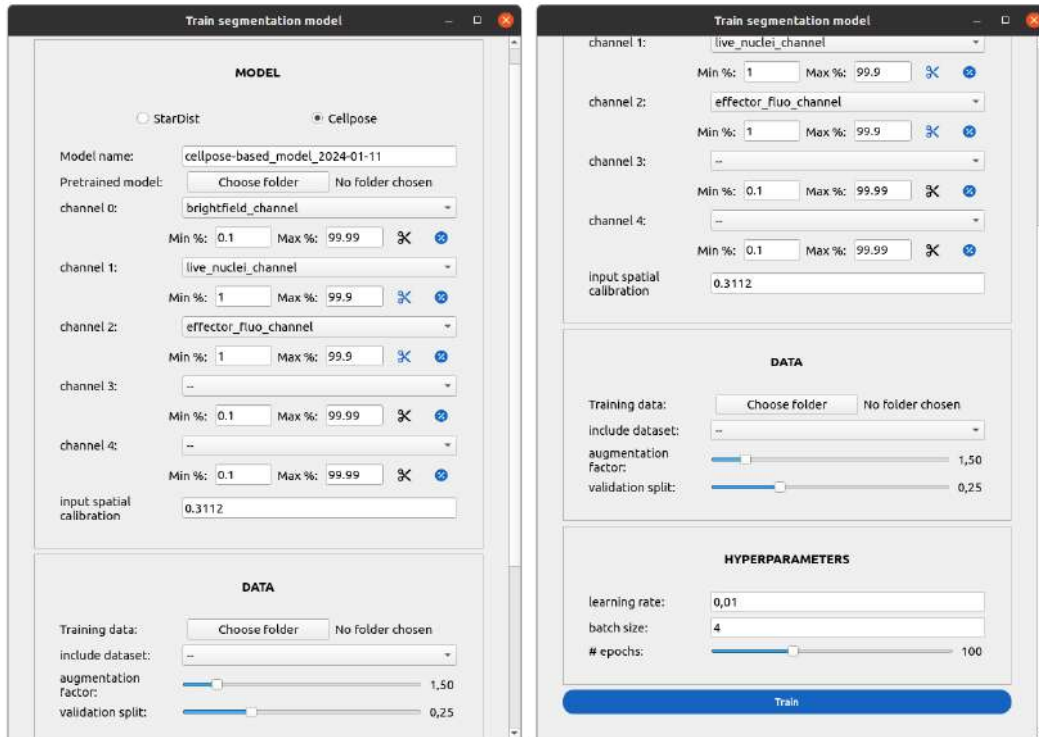 Train segmentation model
MODEL
StarDist Cellpose
Model name: cellpose-based_model_2024-01-11
Pretrained model: Choose folder No folder chosen
channel 0: brightfield_channel
Min %: 0.1 Max %: 99.99
channel 1: live_nuclei_channel
Min %: 1 Max %: 99.9
channel 2: effector_fluo_channel
Min %: 1 Max %: 99.9
channel 3: --
Min %: 0.1 Max %: 99.99
channel 4: --
Min %: 0.1 Max %: 99.99
input spatial
calibration 0.3112
DATA
Training data: Choose folder No folder chosen
include dataset: --
augmentation
factor: 1,50
validation split: 0,25
Train segmentation model
channel 1: live_nuclei_channel
Min %: 1 Max %: 99.9
channel 2: effector_fluo_channel
Min %: 1 Max %: 99.9
channel 3: --
Min %: 0.1 Max %: 99.99
channel 4: --
Min %: 0.1 Max %: 99.99
input spatial
calibration 0.3112
DATA
Training data: Choose folder No folder chosen
include dataset: --
augmentation
factor: 1,50
validation split: 0,25
HYPERPARAMETERS
learning rate: 0,01
batch size: 4
# epochs: 100
Train